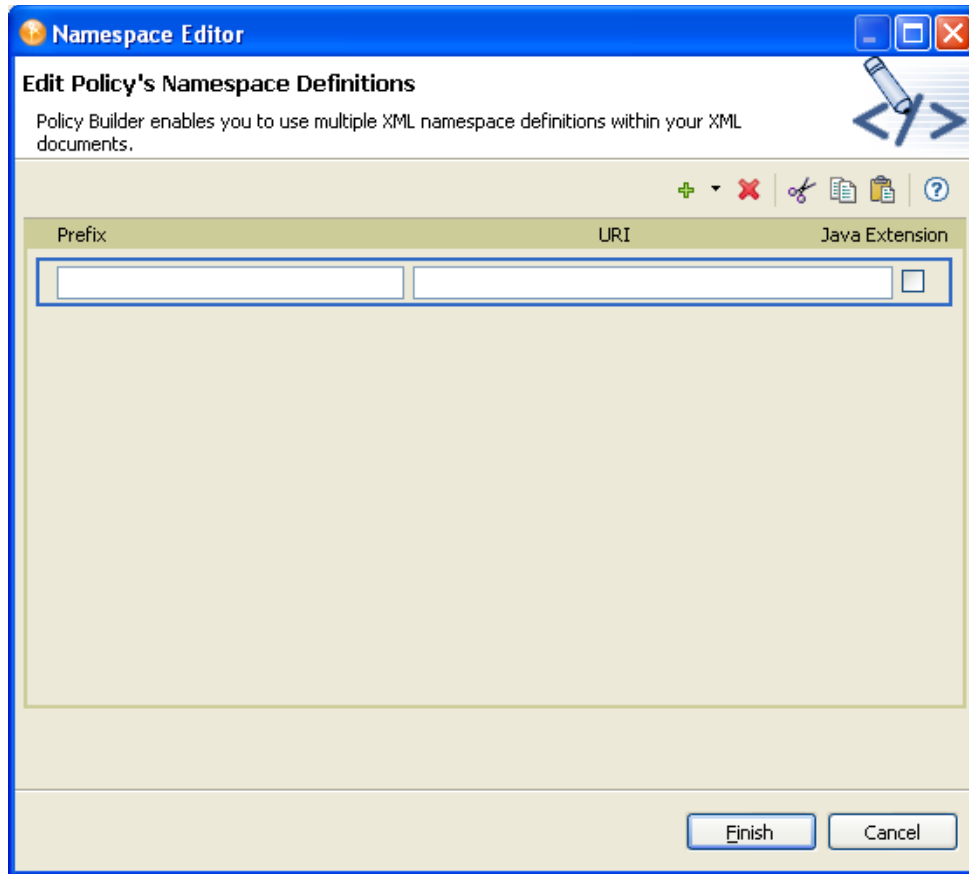 Namespace Editor
Edit Policy's Namespace Definitions
Policy Builder enables you to use multiple XML namespace definitions within your XML
documents.
Prefix URI Java Extension
Finish Cancel